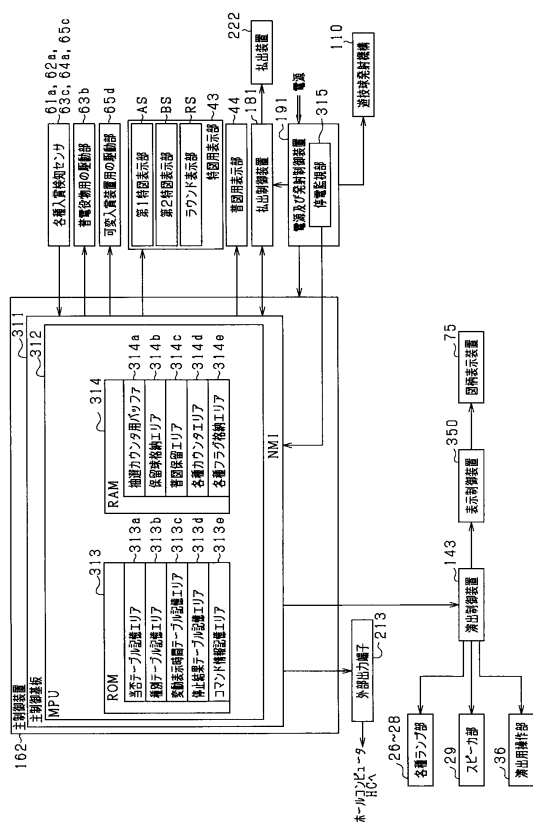 162
主制御装置
311
主制御基板
312
MPU
313
ROM
当否テーブル記憶エリア
313a
種別テーブル記憶エリア
313b
変動表示時間テーブル記憶エリア
313c
停止結果テーブル記憶エリア
313d
コマンド情報記憶エリア
313e
314
RAM
抽選カウンタ用バッファ
314a
保留球格納エリア
314b
普図保留エリア
314c
各種カウンタエリア
314d
各種フラグ格納エリア
314e
NMI
各種入賞検知センサ
61a, 62a,
63c, 64a, 65c
普電役物用の駆動部
63b
可変入賞装置用の駆動部
65d
第1特図表示部
AS
第2特図表示部
BS
ラウンド表示部
RS
特図用表示部
43
普図用表示部
44
払出制御装置
181
払出装置
222
電源及び発射制御装置
191
停電監視部
315
電源
遊技球発射機構
110
ホールコンピュータ
HCへ
外部出力端子
213
演出制御装置
143
表示制御装置
350
図柄表示装置
75
26~28
各種ランプ部
29
スピーカ部
36
演出用操作部